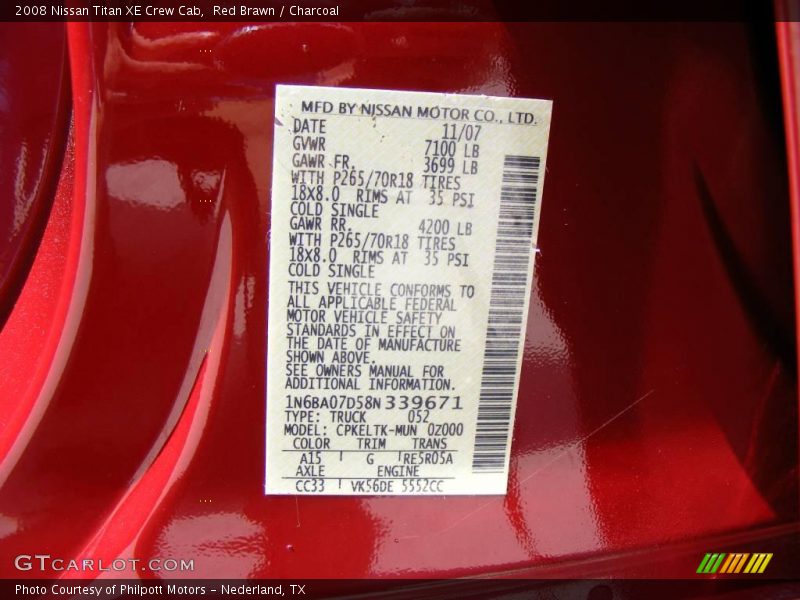 2008 Nissan Titan XE Crew Cab, Red Brawn / Charcoal
MFD BY NISSAN MOTOR CO., LTD.
DATE 11/07
GVWR 7100 LB
GAWR FR. 3699 LB
WITH P265/70R18 TIRES
18X8.0 RIMS AT 35 PSI
COLD SINGLE
GAWR RR. 4200 LB
WITH P265/70R18 TIRES
18X8.0 RIMS AT 35 PSI
COLD SINGLE
THIS VEHICLE CONFORMS TO
ALL APPLICABLE FEDERAL
MOTOR VEHICLE SAFETY
STANDARDS IN EFFECT ON
THE DATE OF MANUFACTURE
SHOWN ABOVE.
SEE OWNERS MANUAL FOR
ADDITIONAL INFORMATION.
1N6BA07D58N339671
TYPE: TRUCK 052
MODEL: CPKELTK-MUN 0Z000
COLOR TRIM TRANS
A15 G RE5R05A
AXLE ENGINE
CC33 VK56DE 5552CC
GTCARLOT.COM
Photo Courtesy of Philpott Motors - Nederland, TX